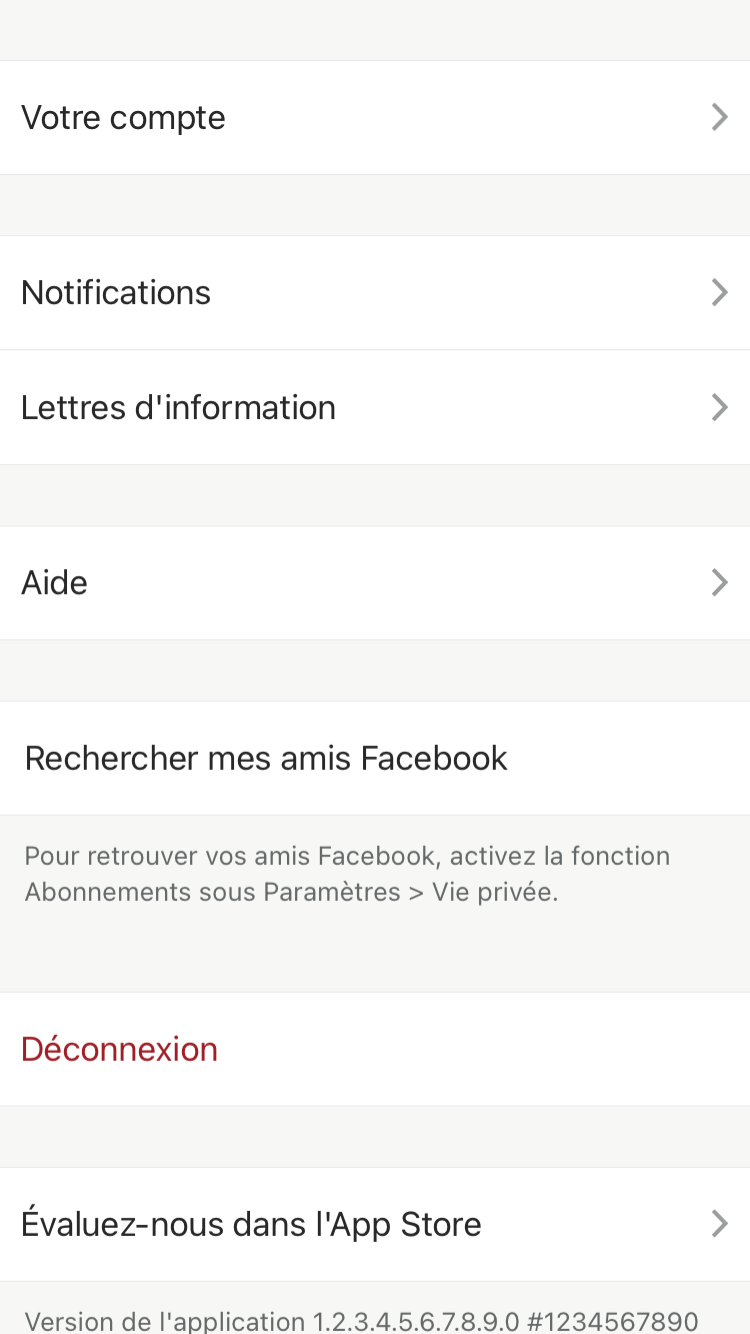 Votre compte
Notifications
Lettres d'information
Aide
Rechercher mes amis Facebook
Pour retrouver vos amis Facebook, activez la fonction
Abonnements sous Paramètres > Vie privée.
Déconnexion
Évaluez-nous dans l'App Store
Version de l'application 1.2.3.4.5.6.7.8.9.0 #1234567890